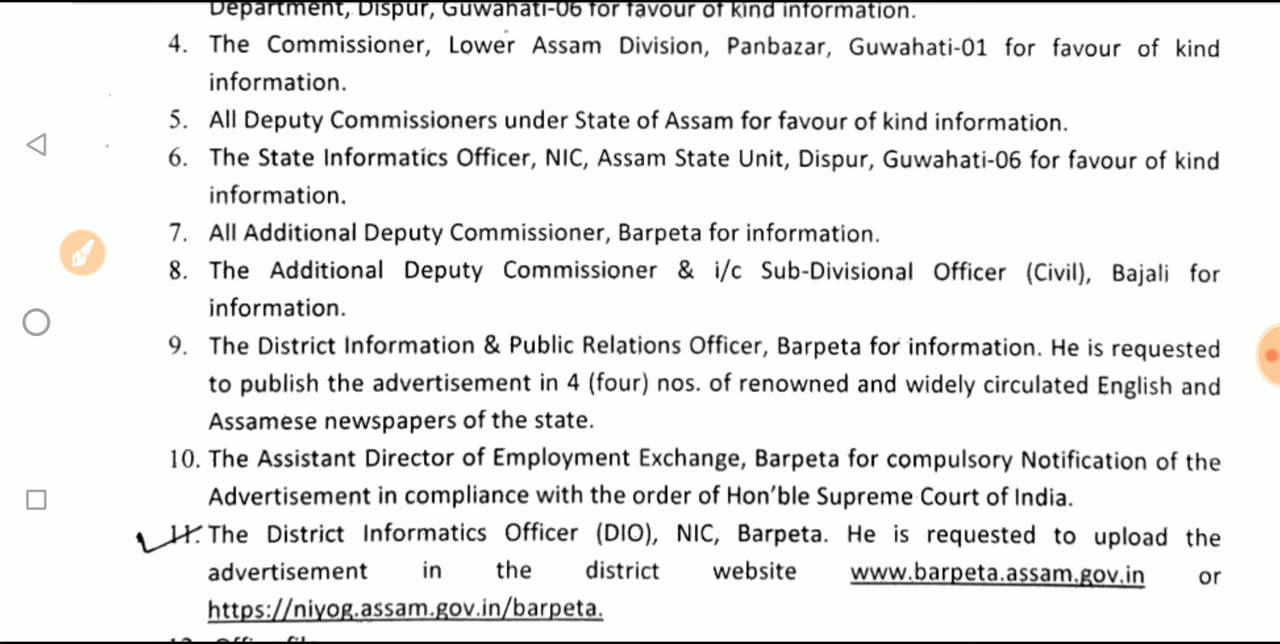 Department, Dispur, Guwahati-06 for favour of kind information.
4. The Commissioner, Lower Assam Division, Panbazar, Guwahati-01 for favour of kind
information.
5. All Deputy Commissioners under State of Assam for favour of kind information.
6. The State Informatics Officer, NIC, Assam State Unit, Dispur, Guwahati-06 for favour of kind
information.
7. All Additional Deputy Commissioner, Barpeta for information.
8. The Additional Deputy Commissioner & i/c Sub-Divisional Officer (Civil), Bajali for
information.
9. The District Information & Public Relations Officer, Barpeta for information. He is requested
to publish the advertisement in 4 (four) nos. of renowned and widely circulated English and
Assamese newspapers of the state.
10. The Assistant Director of Employment Exchange, Barpeta for compulsory Notification of the
Advertisement in compliance with the order of Hon'ble Supreme Court of India.
11. The District Informatics Officer (DIO), NIC, Barpeta. He is requested to upload the
advertisement in the district website www.barpeta.assam.gov.in or
https://niyog.assam.gov.in/barpeta.